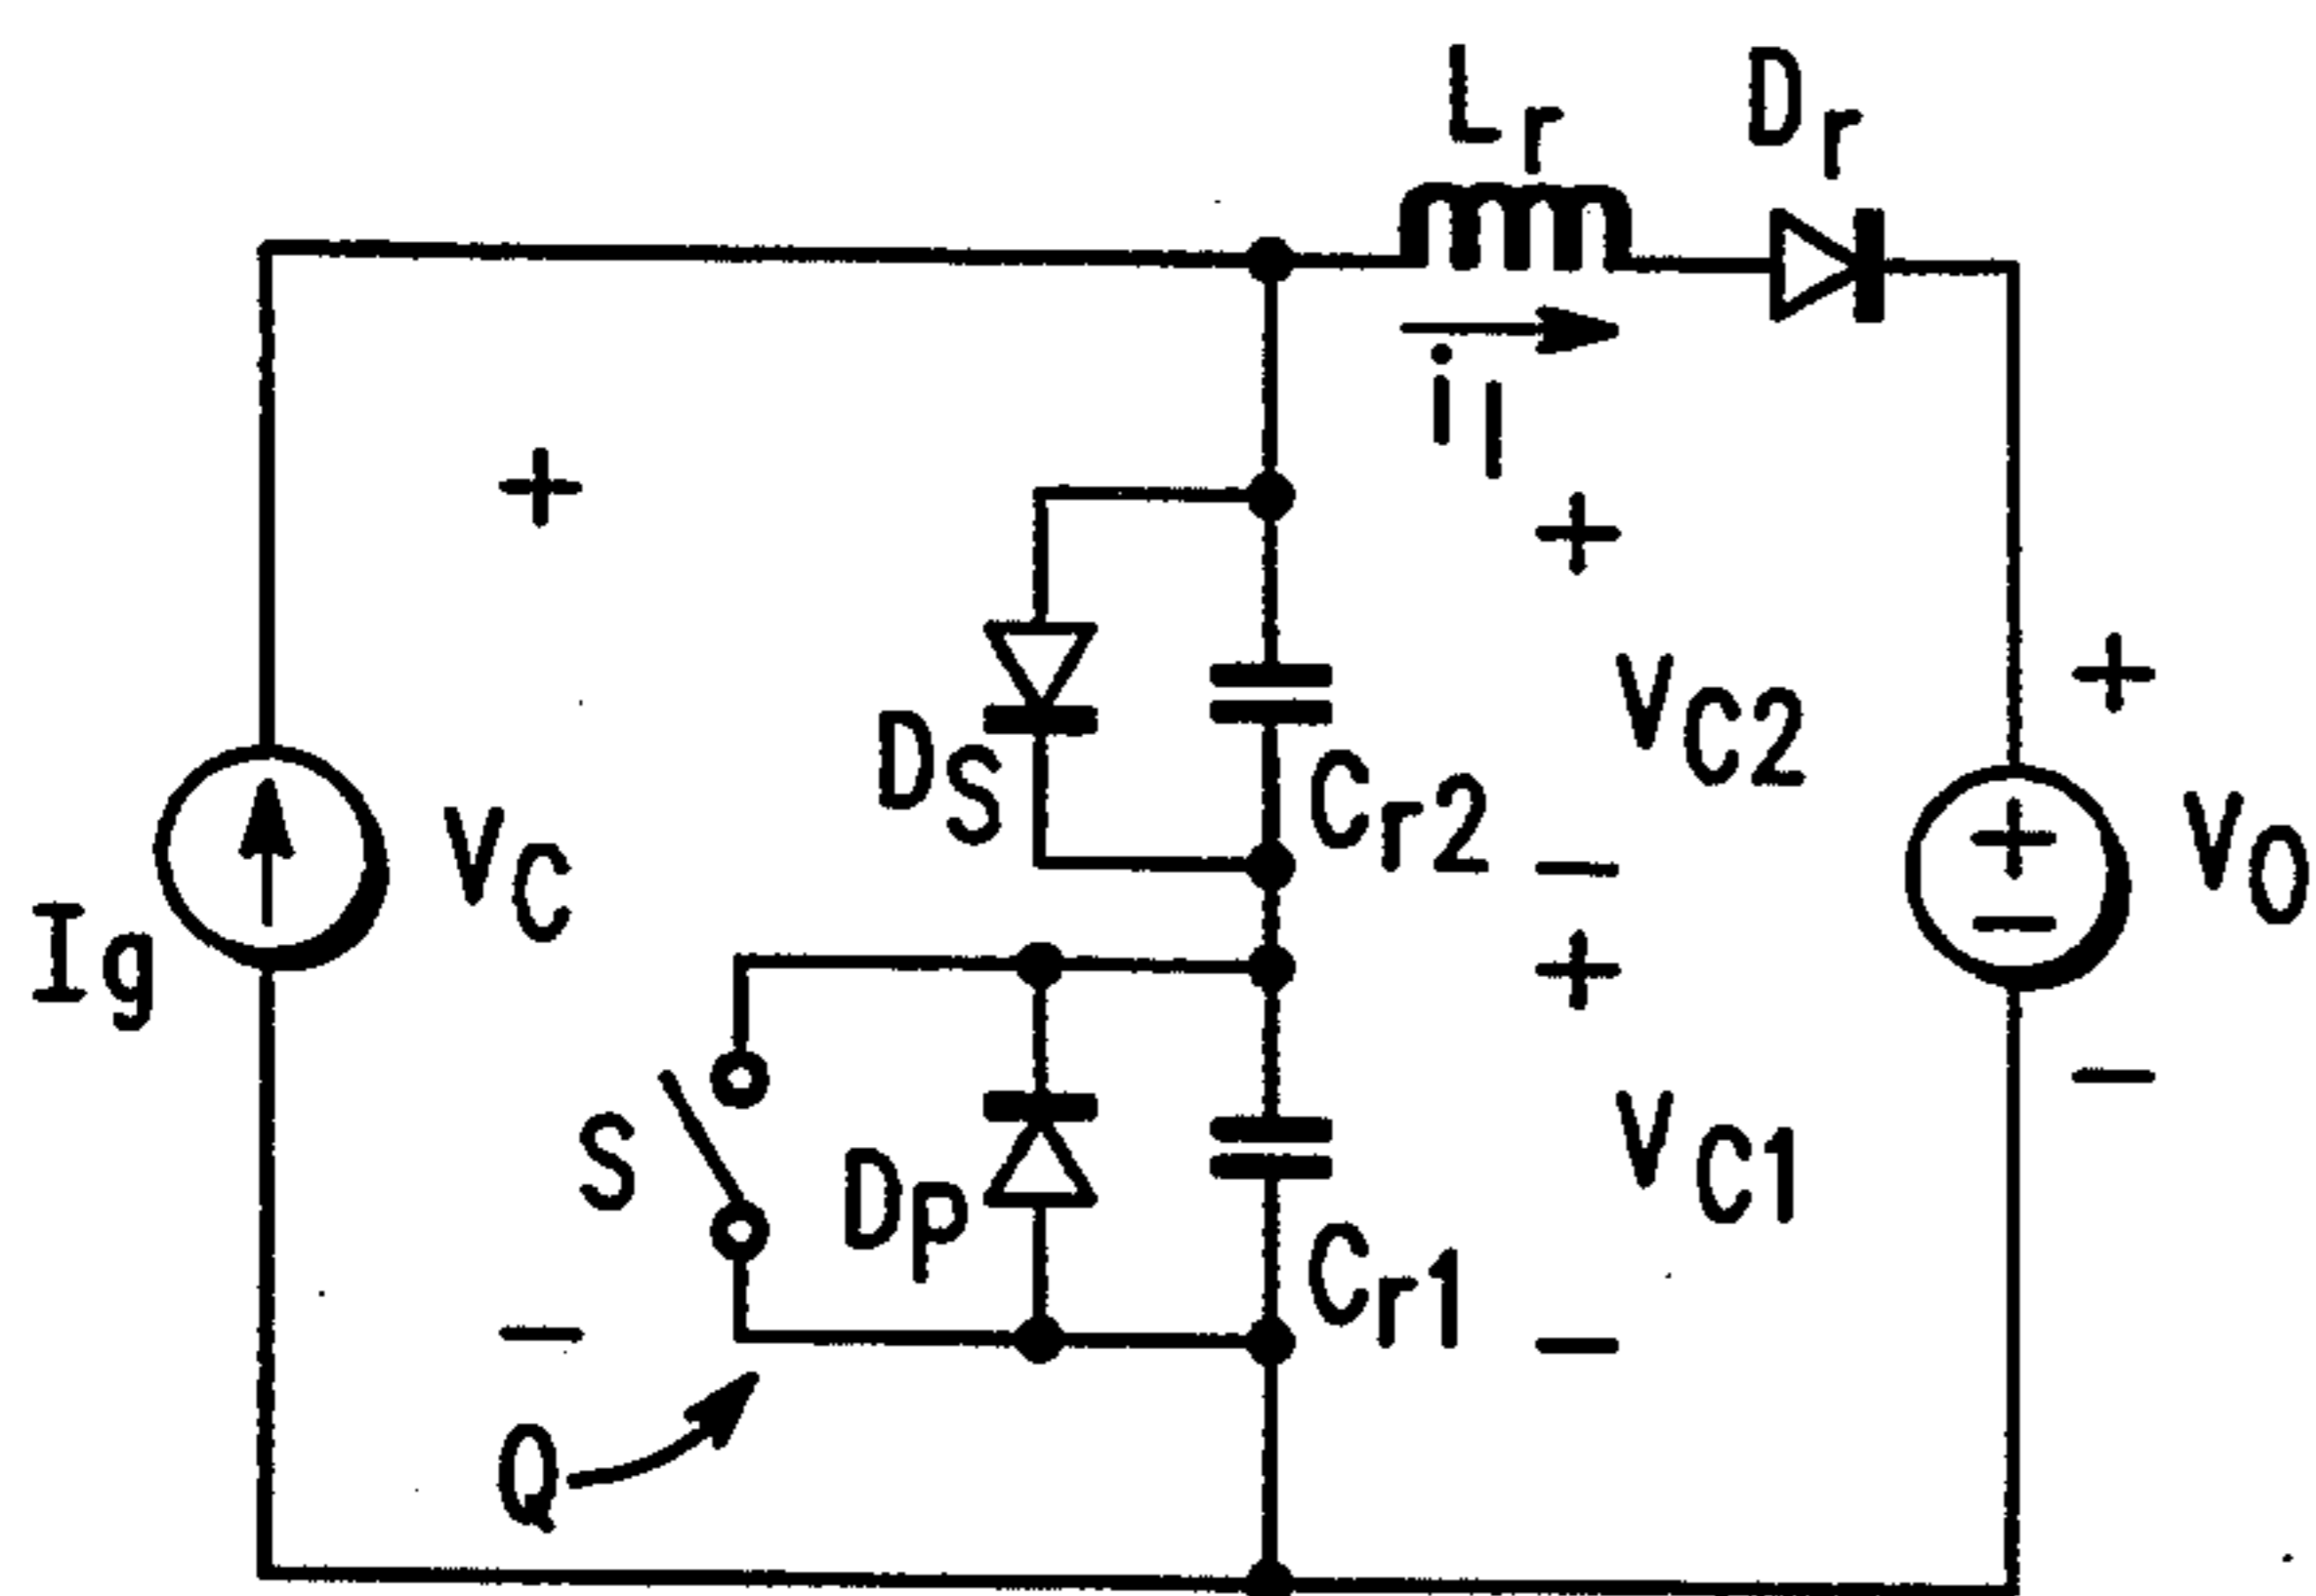 Lr
Dr
+
il
+
DS
Cr2
VC2
+
VC
Ig
−
+
+
−
VO
−
S
Dp
Cr1
VC1
−
−
Q